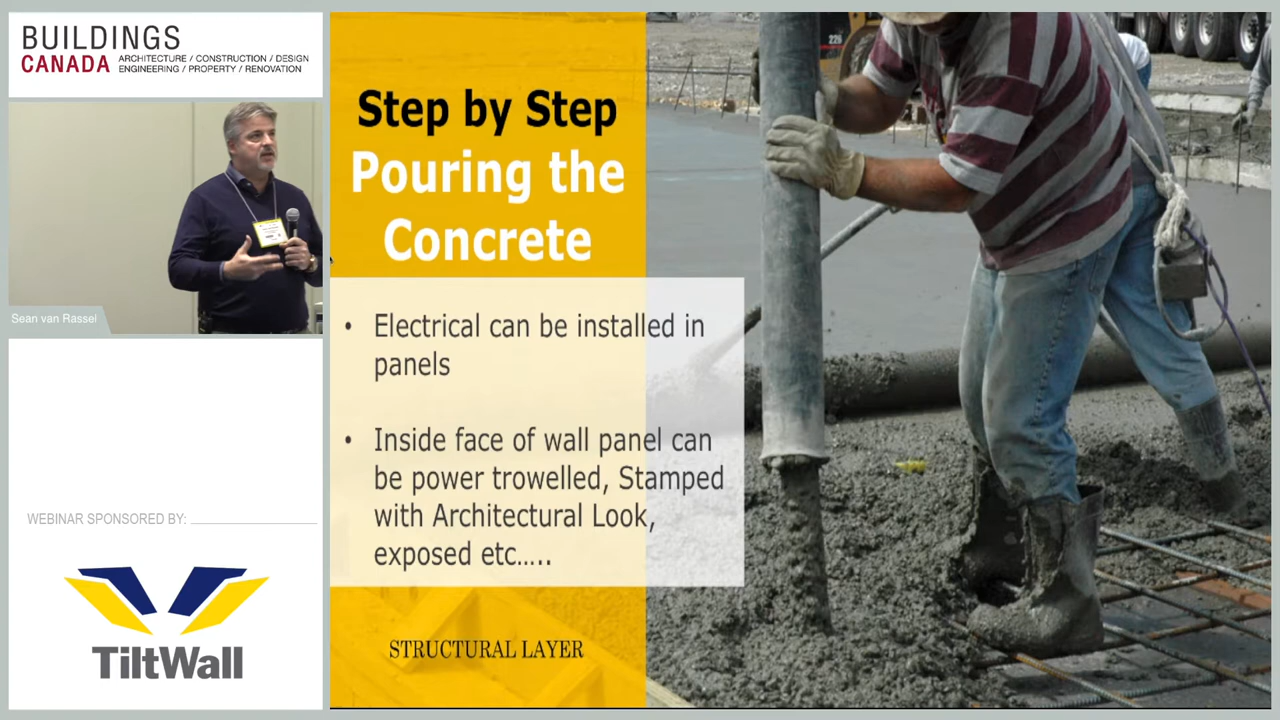 BUILDINGS
CANADA
ARCHITECTURE / CONSTRUCTION / DESIGN
ENGINEERING / PROPERTY / RENOVATION
Sean van Rassel
WEBINAR SPONSORED BY:
TiltWall
Step by Step
Pouring the
Concrete
• Electrical can be installed in
panels
• Inside face of wall panel can
be power trowelled, Stamped
with Architectural Look,
exposed etc…..
STRUCTURAL LAYER
226